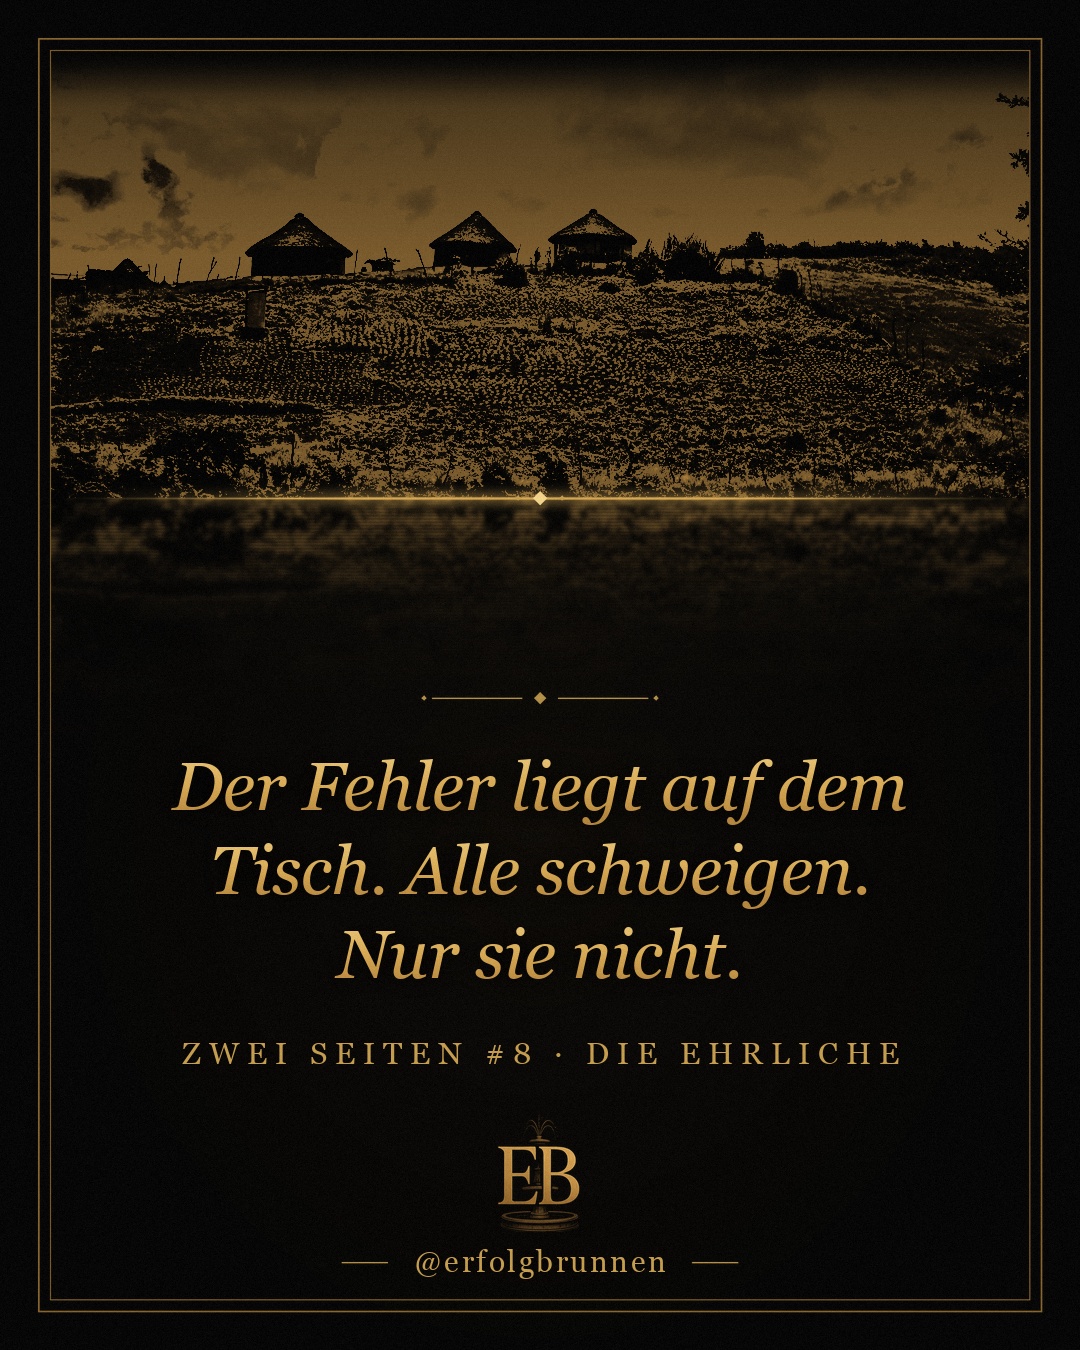 Der Fehler liegt auf dem
Tisch. Alle schweigen.
Nur sie nicht.
ZWEI SEITEN #8 · DIE EHRLICHE
EB
@erfolgbrunnen